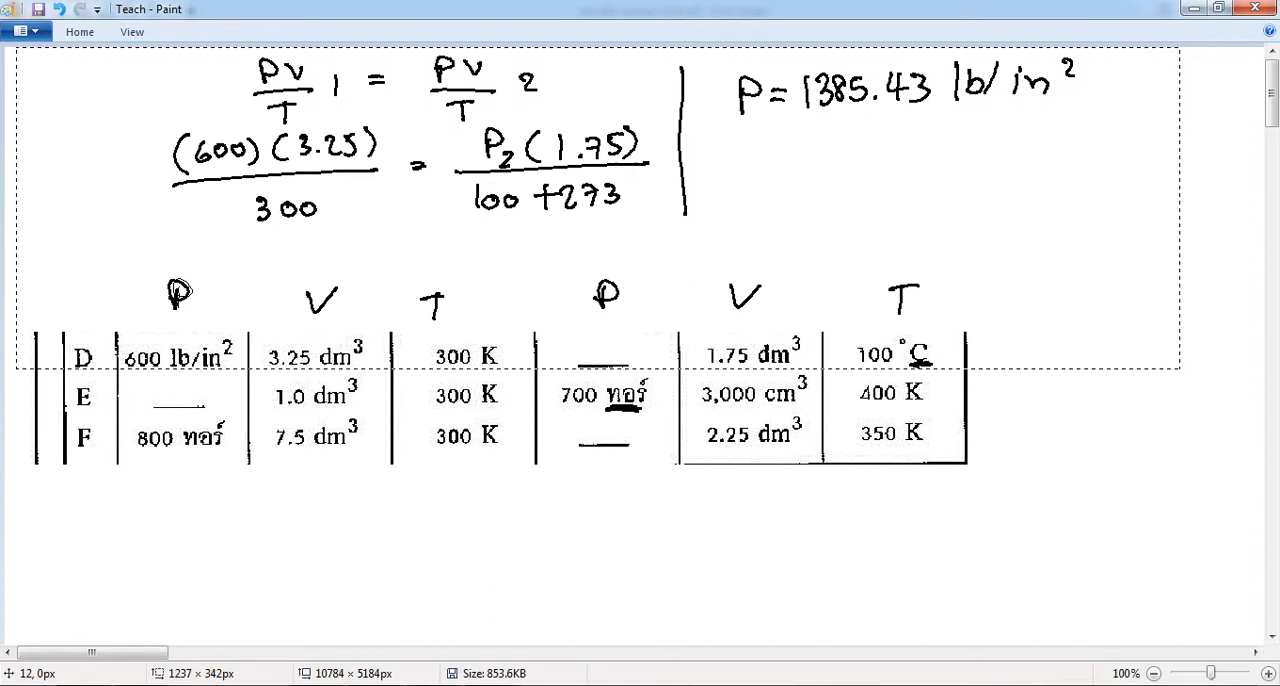 Teach - Paint
Home View
PV/T 1 = PV/T 2
(600)(3.25)/300 = P₂(1.75)/100+273
P = 1385.43 lb/in²
P V T P V T
D 600 lb/in² 3.25 dm³ 300 K ____ 1.75 dm³ 100 °C
E ____ 1.0 dm³ 300 K 700 ทอร์ 3,000 cm³ 400 K
F 800 ทอร์ 7.5 dm³ 300 K ____ 2.25 dm³ 350 K
12, 0px 1237 × 342px 10784 × 5184px Size: 853.6KB 100%